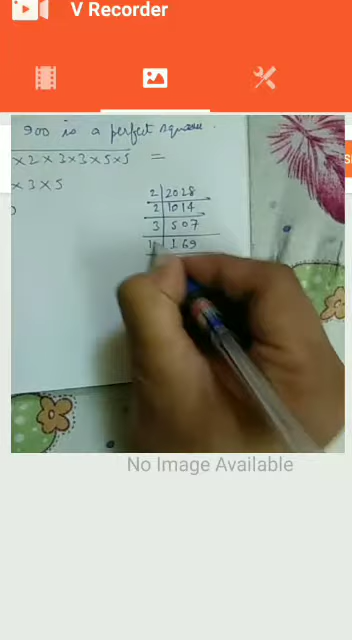 V Recorder
900 is a perfect square.
×2×3×3×5×5 =
×3×5
2 | 2028
2 | 1014
3 | 507
1 | 169
No Image Available